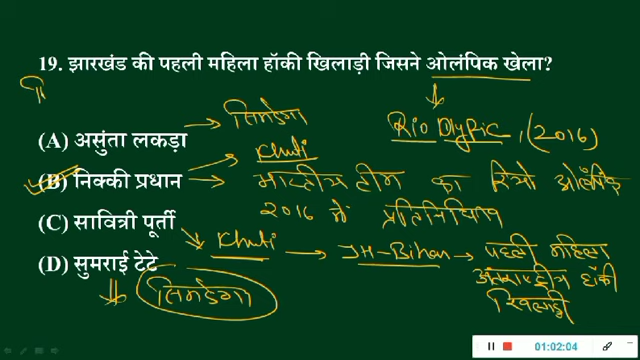 19. झारखंड की पहली महिला हॉकी खिलाड़ी जिसने ओलंपिक खेला?
(A) असुंता लकड़ा → सिमडेगा
Rio Olypic, (2016)
Khuti
(B) निक्की प्रधान → भारतीय टीम का रियो ओलंपिक
2016 में प्रतिनिधित्व
(C) सावित्री पूर्ती
Khuti → JH-Bihar → पहली महिला
(D) सुमराई टेटे
अंतराष्ट्रीय हॉकी
सिमडेगा
खिलाड़ी
01:02:04